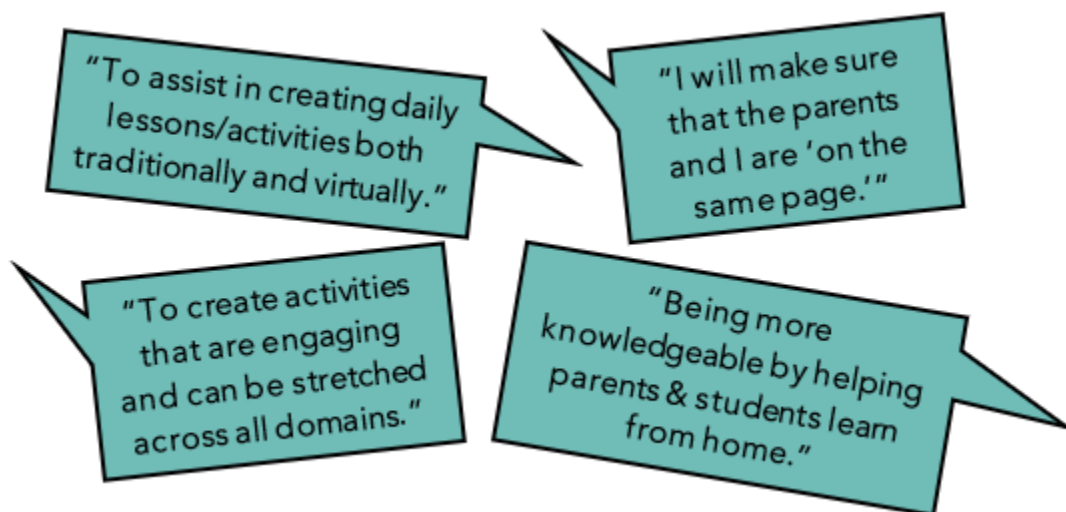 “To assist in creating daily
lessons/activities both
traditionally and virtually.”
“I will make sure
that the parents
and I are ‘on the
same page.’”
“To create activities
that are engaging
and can be stretched
across all domains.”
“Being more
knowledgeable by helping
parents & students learn
from home.”